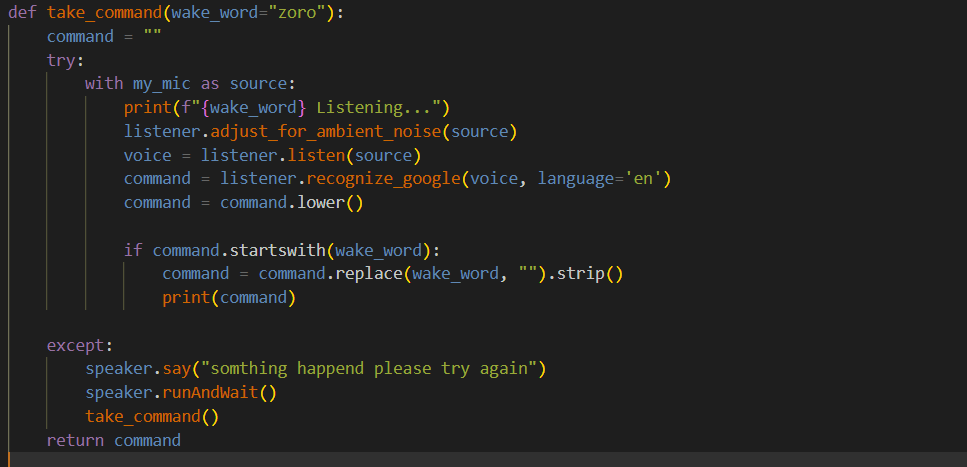 def take_command(wake_word="zoro"):
    command = ""
    try:
        with my_mic as source:
            print(f"{wake_word} Listening...")
            listener.adjust_for_ambient_noise(source)
            voice = listener.listen(source)
            command = listener.recognize_google(voice, language='en')
            command = command.lower()

            if command.startswith(wake_word):
                command = command.replace(wake_word, "").strip()
                print(command)

    except:
        speaker.say("somthing happend please try again")
        speaker.runAndWait()
        take_command()
    return command